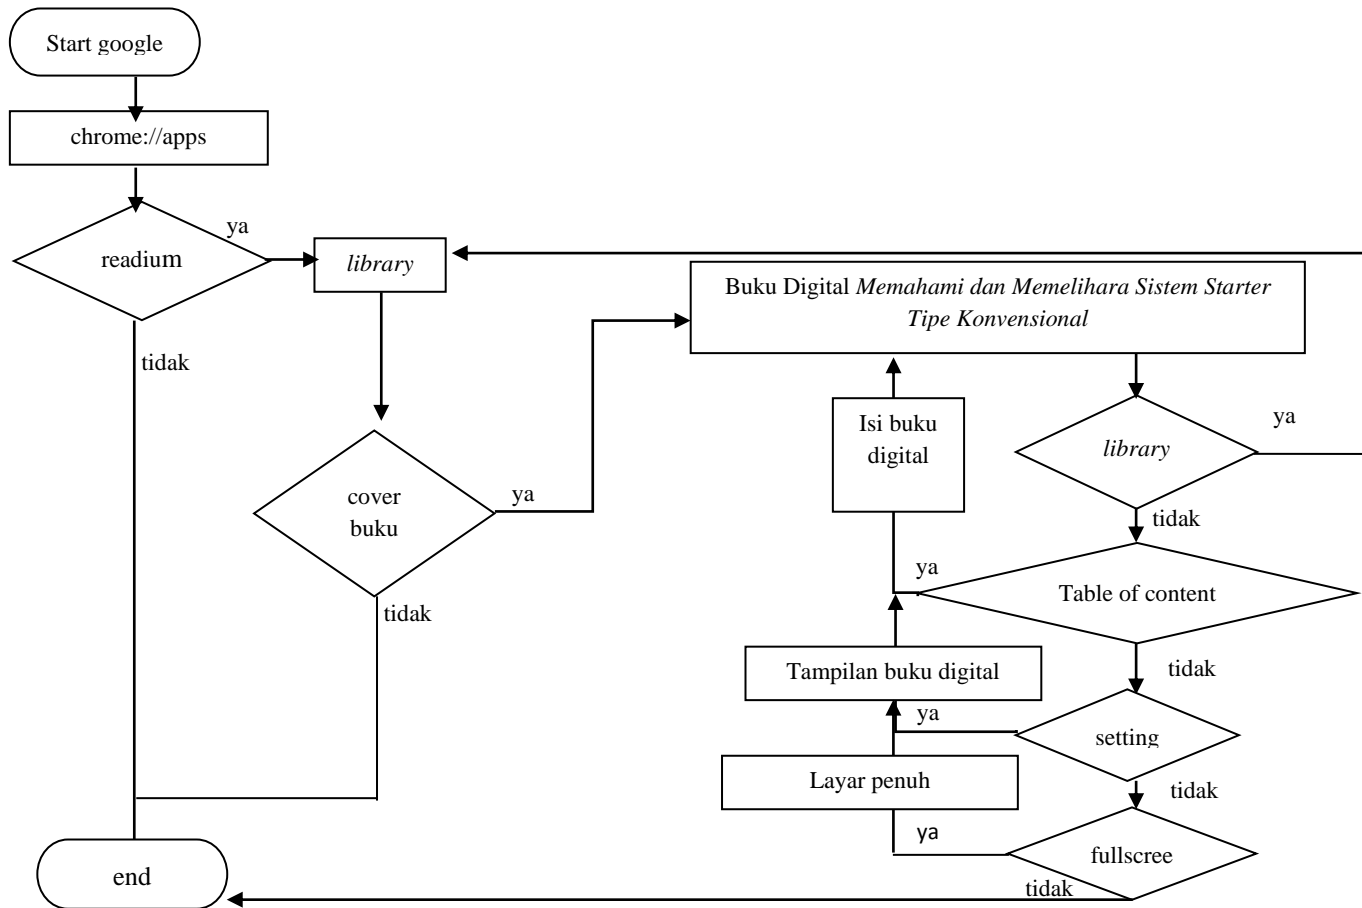 Start google
chrome://apps
ya
readium
library
tidak
Buku Digital Memahami dan Memelihara Sistem Starter
Tipe Konvensional
Isi buku
digital
ya
library
cover
buku
ya
tidak
ya
Table of content
tidak
Tampilan buku digital
tidak
ya
setting
Layar penuh
tidak
ya
fullscree
end
tidak